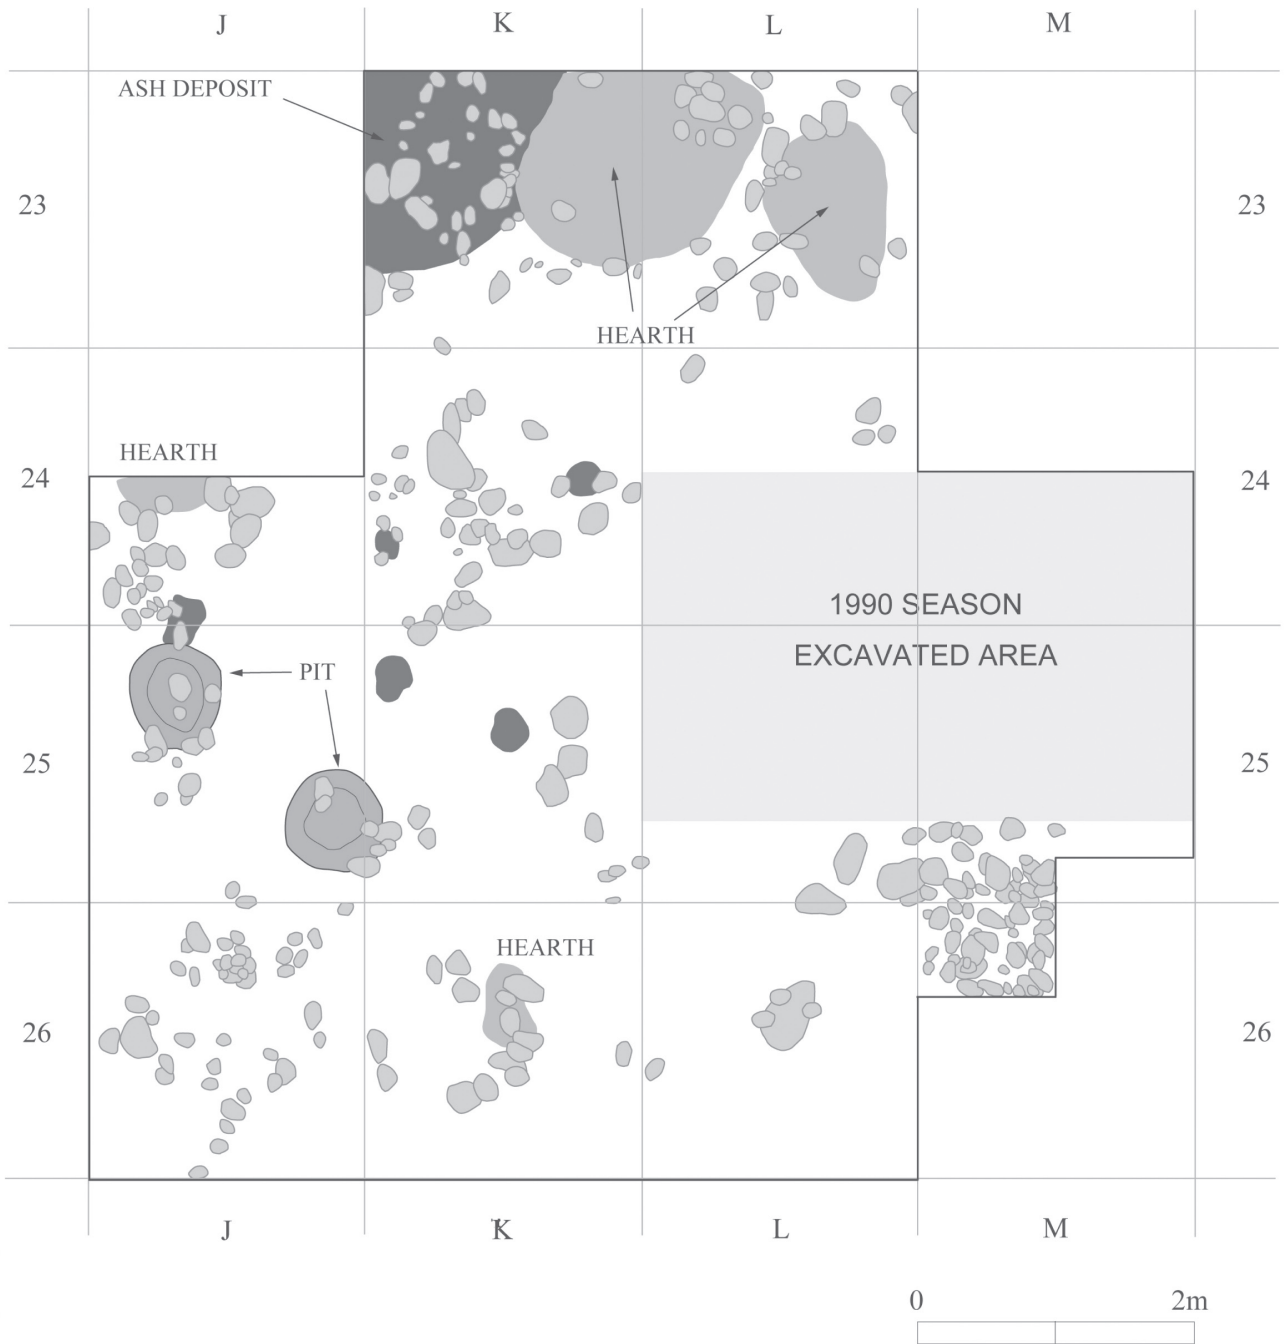 J K L M
ASH DEPOSIT
23 23
HEARTH
HEARTH
24 24
1990 SEASON
EXCAVATED AREA
PIT
25 25
HEARTH
26 26
J K L M
0 2m